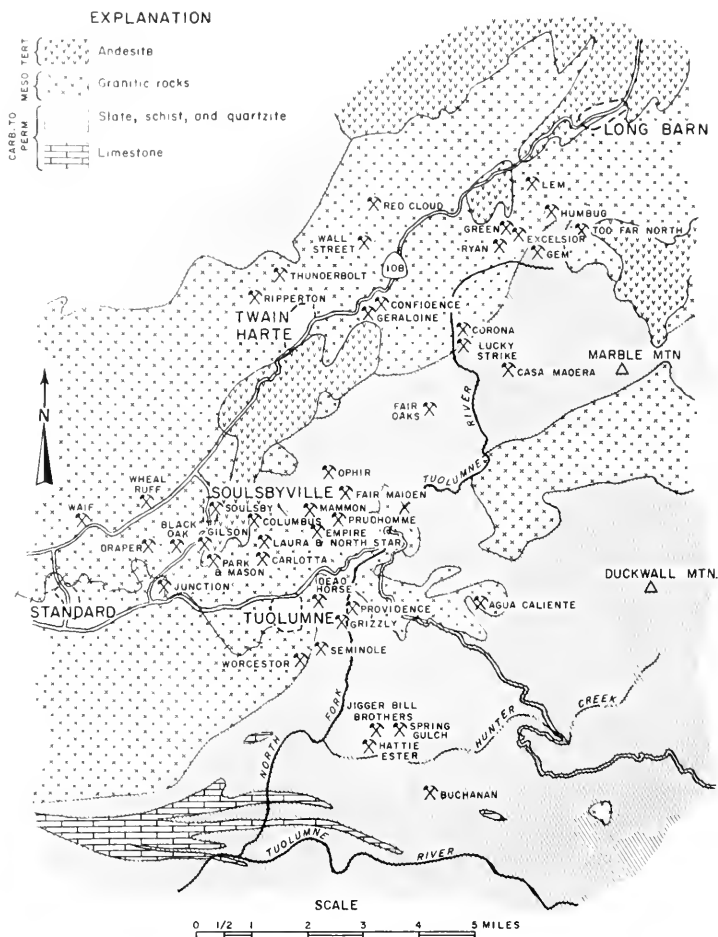 EXPLANATION
TERT
Andesite
MESO
Granitic rocks
CARB. TO
PERM
Slate, schist, and quartzite
Limestone
LONG BARN
LEM
RED CLOUD
HUMBUG
GREEN
TOO FAR NORTH
WALL
STREET
EXCELSIOR
RYAN
GEM
108
THUNDERBOLT
RIPPERTON
CONFIDENCE
TWAIN
HARTE
GERALDINE
CORONA
LUCKY
STRIKE
MARBLE MTN
CASA MADERA
N
FAIR
OAKS
RIVER
TUOLUMNE
OPHIR
WHEAL
RUFF
SOULSBYVILLE
FAIR MAIDEN
WAIF
SOULSBY
MAMMON
BLACK
OAK
COLUMBUS
PRUDHOMME
GILSON
EMPIRE
DRAPER
LAURA & NORTH STAR
PARK
& MASON
CARLOTTA
JUNCTION
DEAD
HORSE
DUCKWALL MTN.
STANDARD
PROVIDENCE
AGUA CALIENTE
TUOLUMNE
GRIZZLY
SEMINOLE
WORCESTOR
JIGGER BILL
BROTHERS
SPRING
GULCH
HATTIE
ESTER
HUNTER
CREEK
NORTH
FORK
BUCHANAN
TUOLUMNE
RIVER
SCALE
0 1/2 1 2 3 4 5 MILES